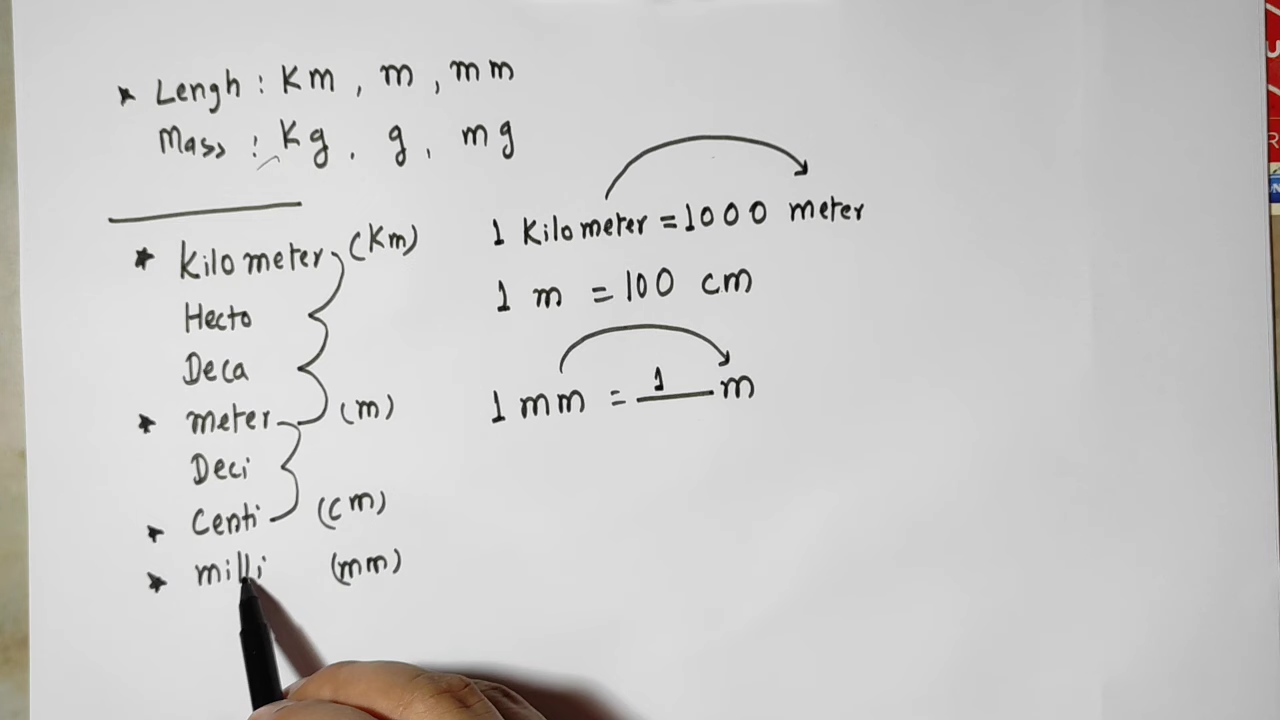 ★ Lengh : Km , m , mm
Mass : Kg , g , mg
★ Kilometer (Km)
Hecto
Deca
★ meter (m)
Deci
★ Centi (cm)
★ milli (mm)
1 Kilometer = 1000 meter
1 m = 100 cm
1 mm = 1 m